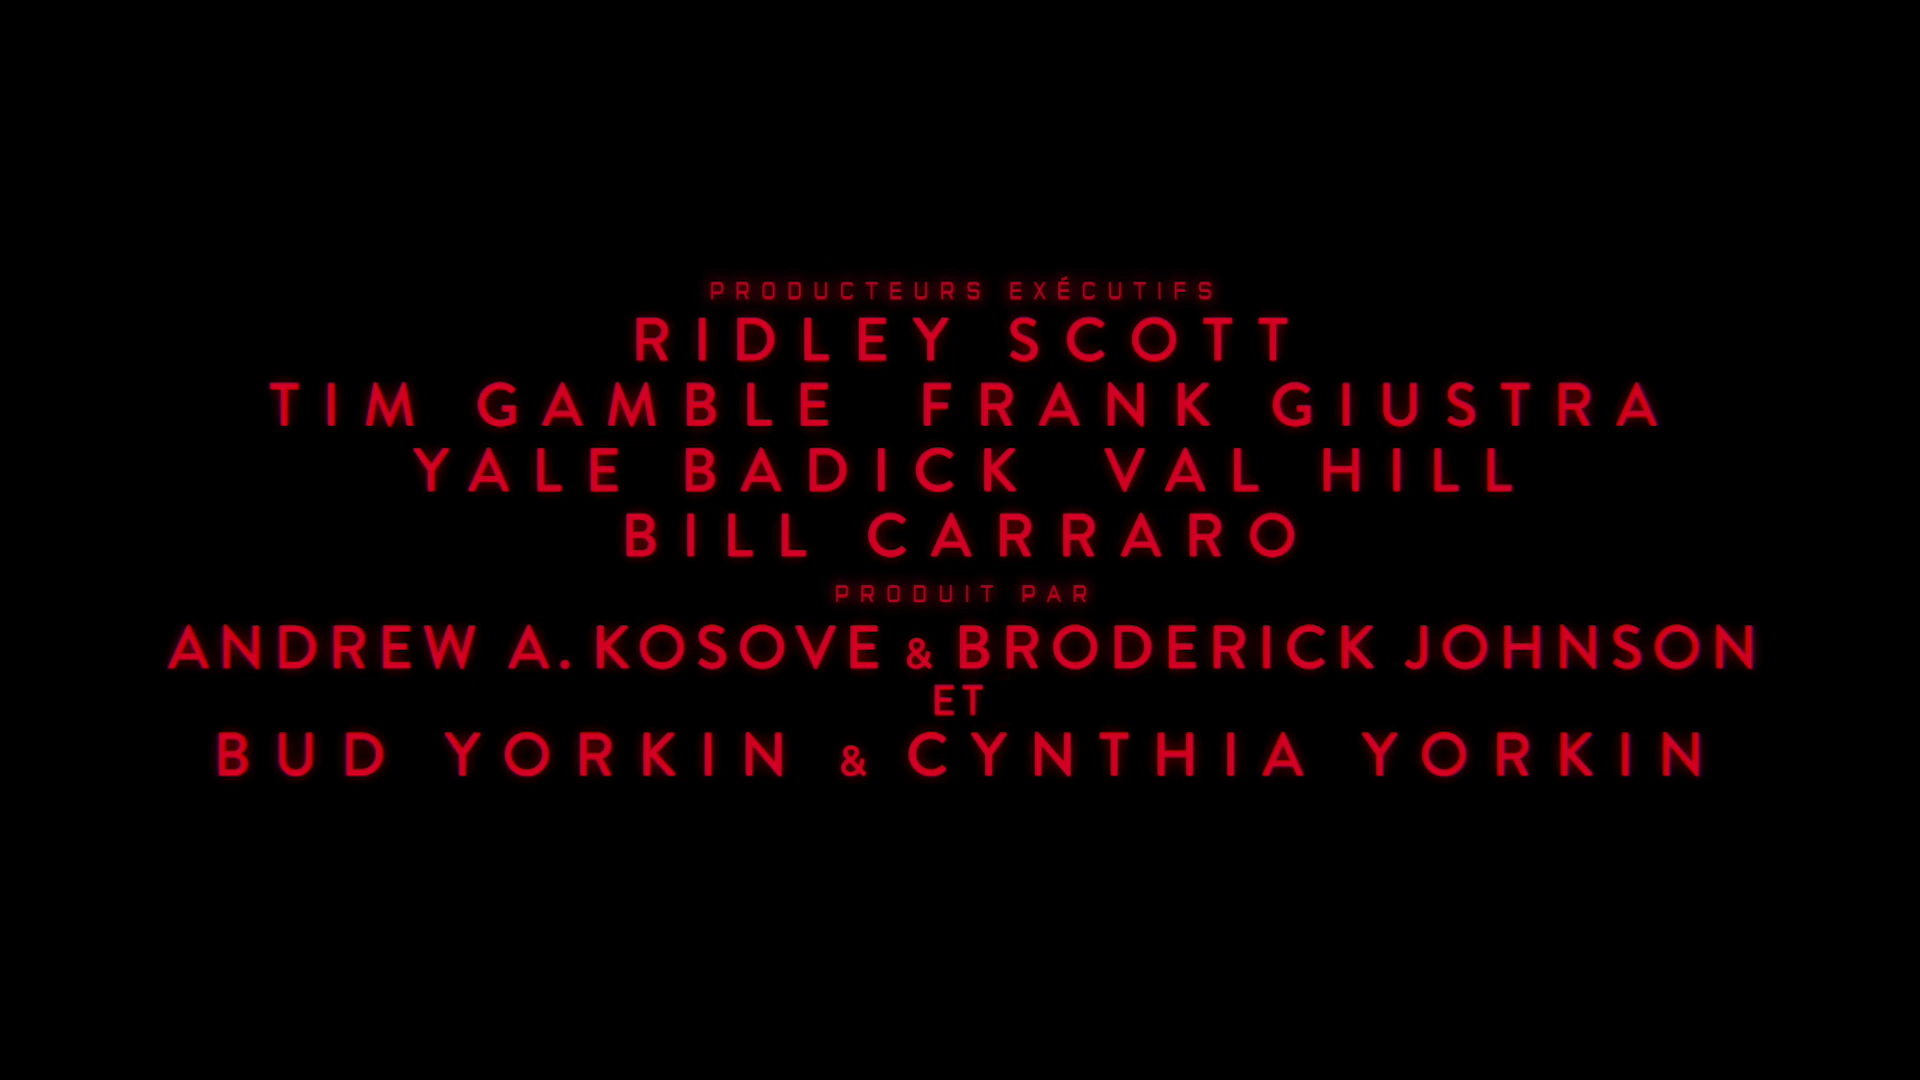 PRODUCTEURS EXÉCUTIFS
RIDLEY SCOTT
TIM GAMBLE FRANK GIUSTRA
YALE BADICK VAL HILL
BILL CARRARO
PRODUIT PAR
ANDREW A. KOSOVE & BRODERICK JOHNSON
ET
BUD YORKIN & CYNTHIA YORKIN